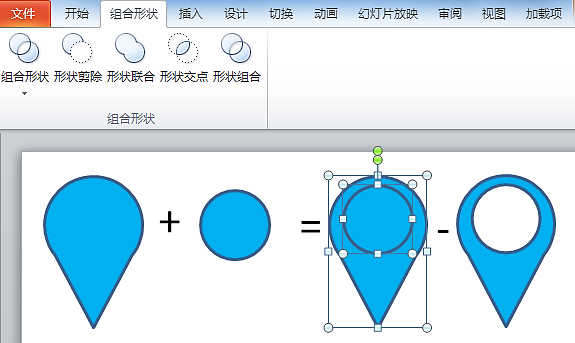 文件 开始 组合形状 插入 设计 切换 动画 幻灯片放映 审阅 视图 加载项
组合形状 形状剪除 形状联合 形状交点 形状组合
组合形状
+ = -